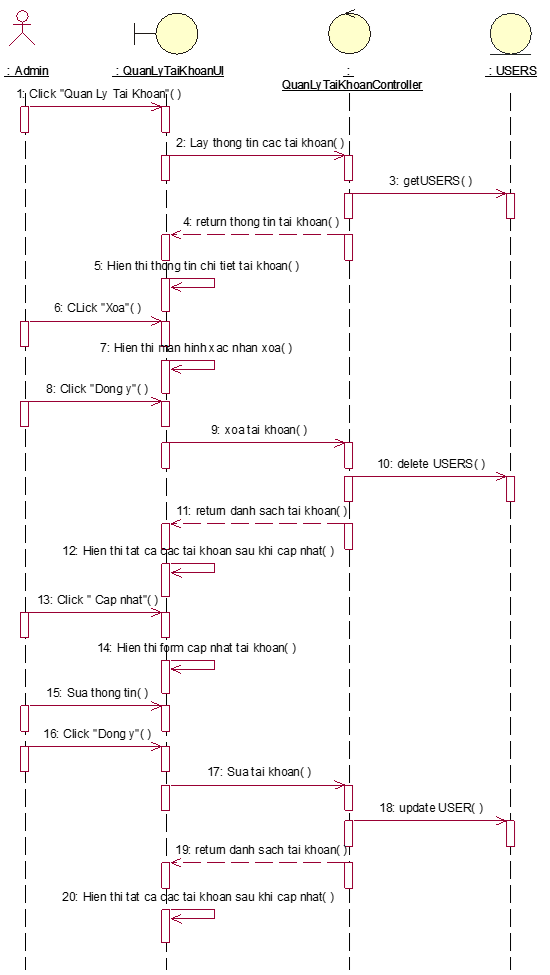 : Admin
: QuanLyTaiKhoanUI
:
QuanLyTaiKhoanController
: USERS
1: Click "Quan Ly Tai Khoan"( )
2: Lay thong tin cac tai khoan( )
3: getUSERS( )
4: return thong tin tai khoan( )
5: Hien thi thong tin chi tiet tai khoan( )
6: CLick "Xoa"( )
7: Hien thi man hinh xac nhan xoa( )
8: Click "Dong y"( )
9: xoa tai khoan( )
10: delete USERS( )
11: return danh sach tai khoan( )
12: Hien thi tat ca cac tai khoan sau khi cap nhat( )
13: Click " Cap nhat"( )
14: Hien thi form cap nhat tai khoan( )
15: Sua thong tin( )
16: Click "Dong y"( )
17: Sua tai khoan( )
18: update USER( )
19: return danh sach tai khoan( )
20: Hien thi tat ca cac tai khoan sau khi cap nhat( )